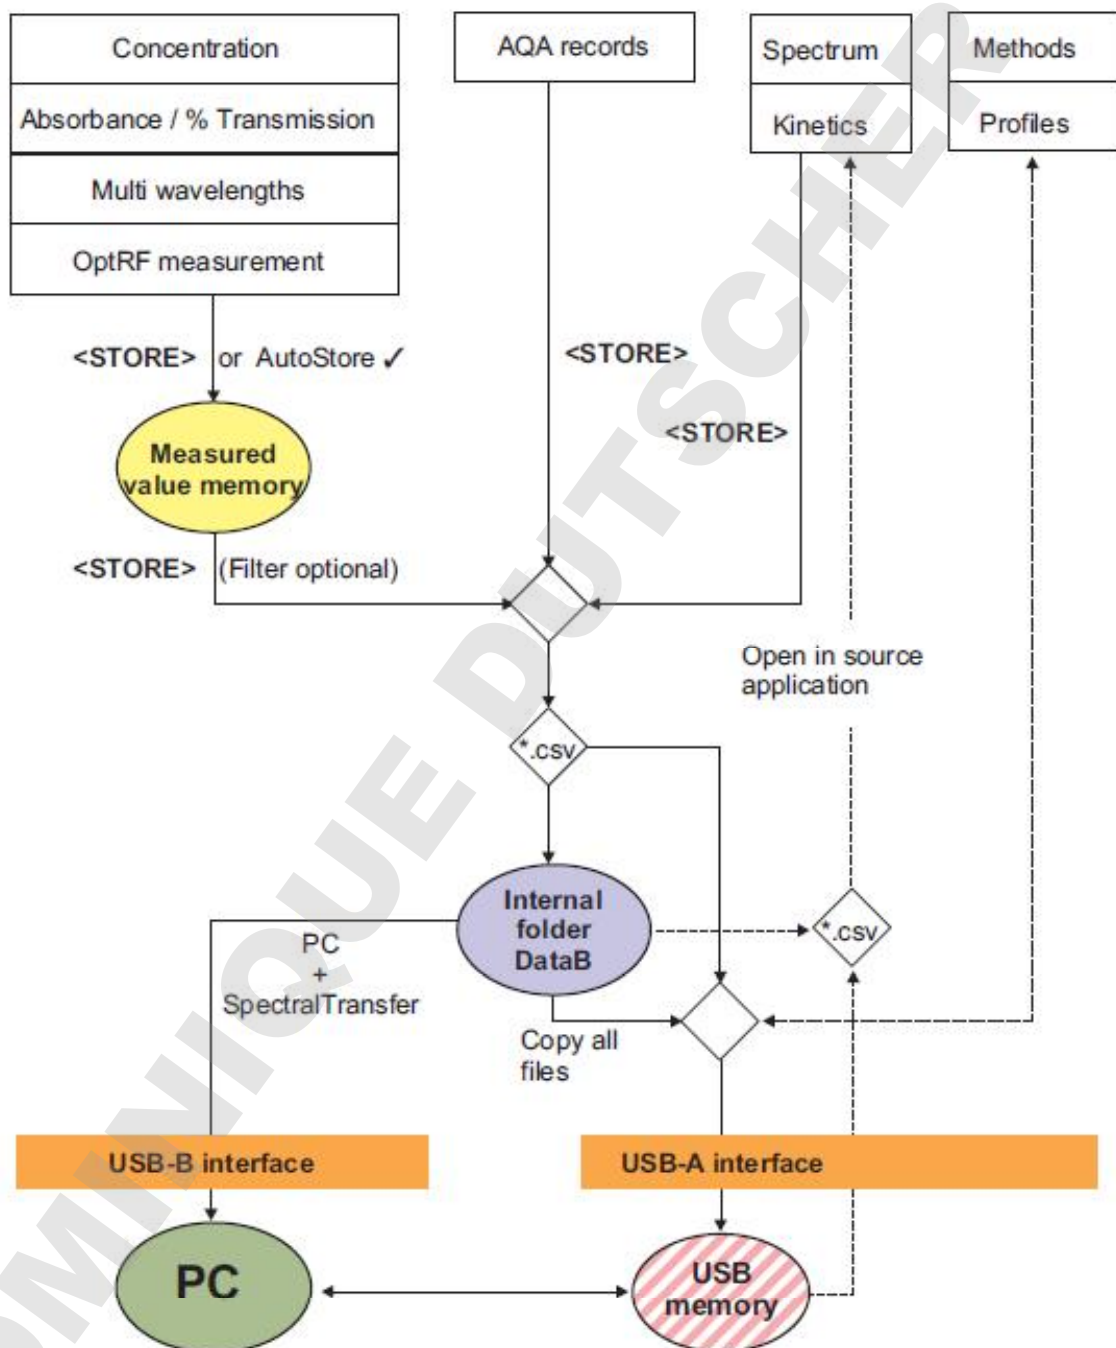 Concentration
Absorbance / % Transmission
Multi wavelengths
OptRF measurement
AQA records
Spectrum
Kinetics
Methods
Profiles
<STORE> or AutoStore ✓
<STORE>
<STORE>
Measured
value memory
<STORE> (Filter optional)
Open in source
application
*.csv
Internal
folder
DataB
*.csv
PC
+
SpectralTransfer
Copy all
files
USB-B interface
USB-A interface
PC
USB
memory
OMINIQUE DUTSCHER